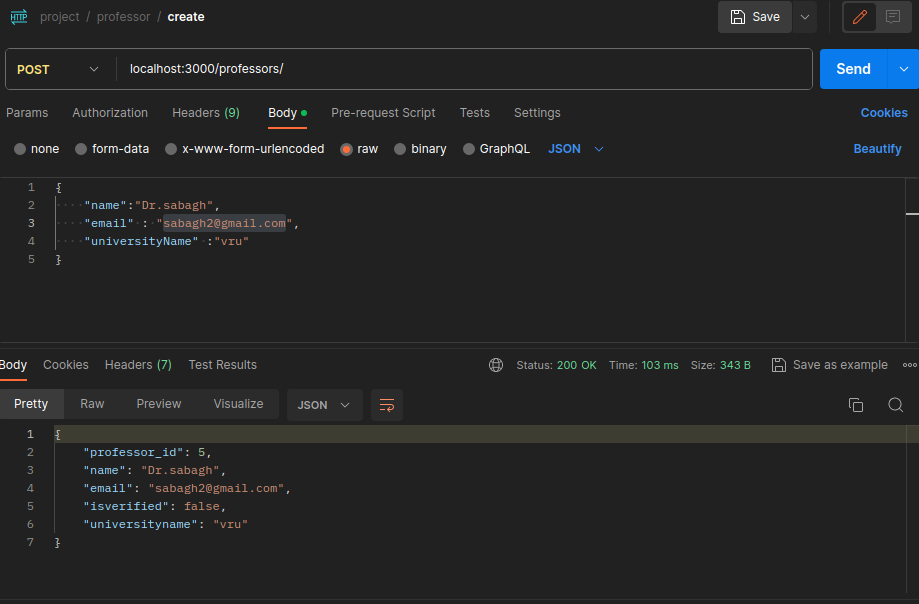 HTTP project / professor / create Save
POST localhost:3000/professors/ Send
Params Authorization Headers (9) Body Pre-request Script Tests Settings Cookies
none form-data x-www-form-urlencoded raw binary GraphQL JSON Beautify
1 {
2 ····"name":"Dr.sabagh",
3 ····"email"·:·"sabagh2@gmail.com",
4 ····"universityName"·:"vru"
5 }
Body Cookies Headers (7) Test Results Status: 200 OK Time: 103 ms Size: 343 B Save as example
Pretty Raw Preview Visualize JSON
1 {
2 "professor_id": 5,
3 "name": "Dr.sabagh",
4 "email": "sabagh2@gmail.com",
5 "isverified": false,
6 "universityname": "vru"
7 }